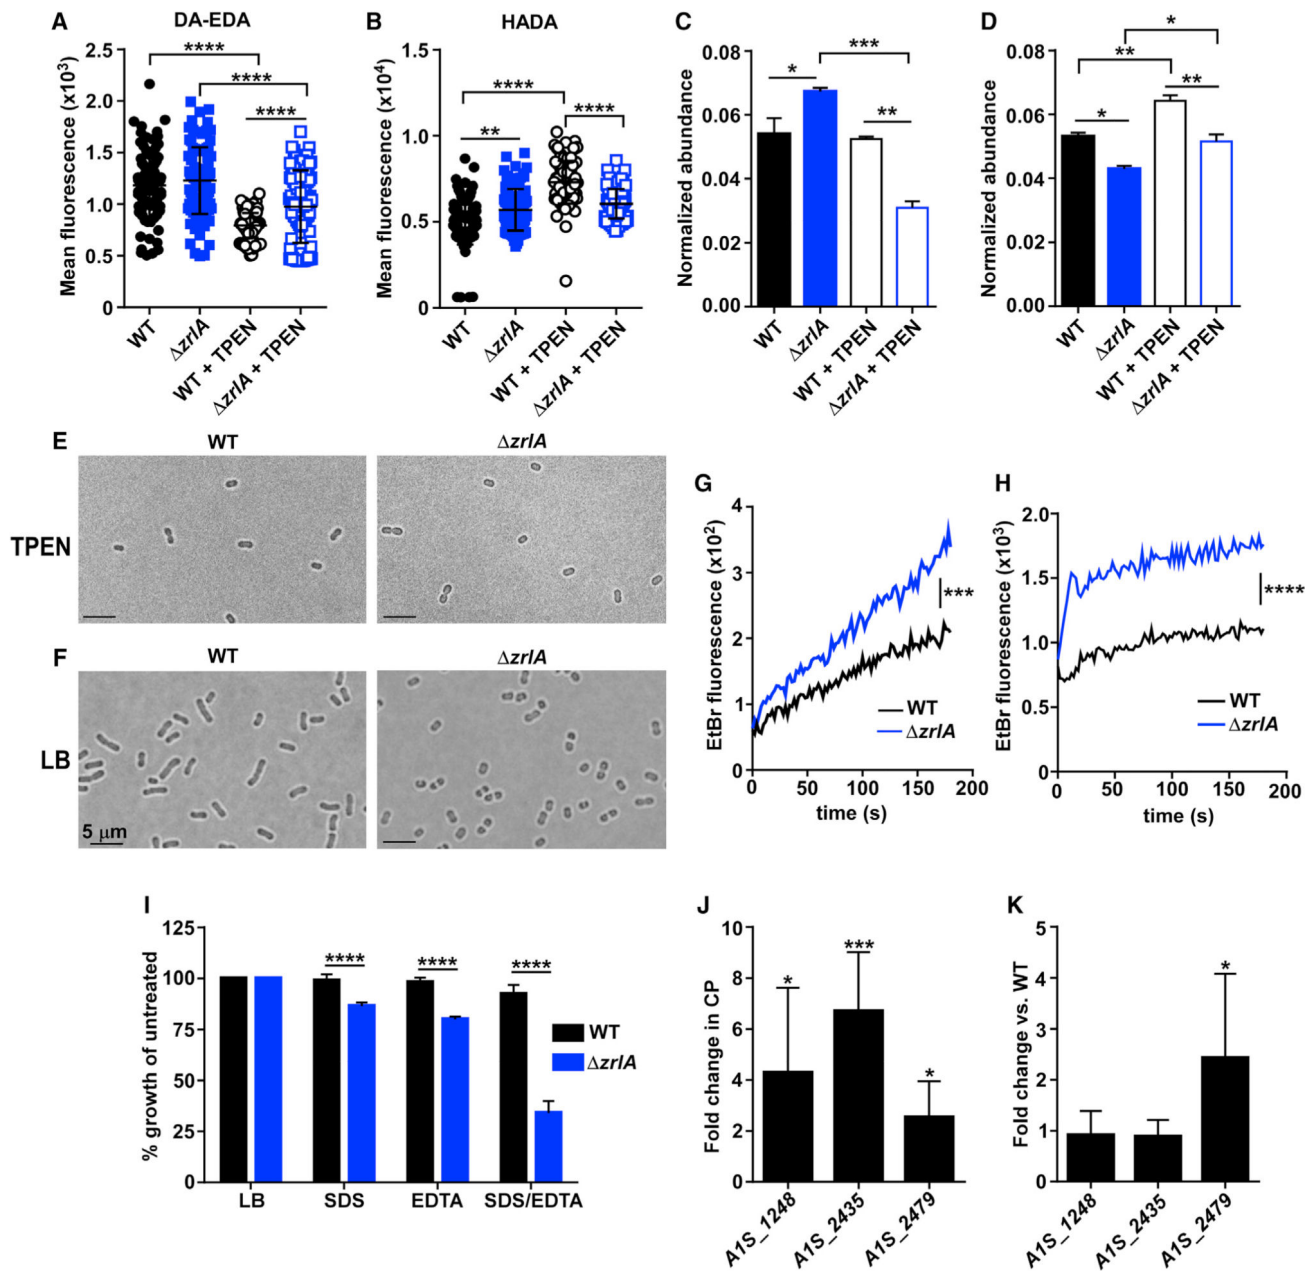 A
DA-EDA
Mean fluorescence (x10³)
2.5
2.0
1.5
1.0
0.5
0
****
****
****
WT
ΔzrlA
WT + TPEN
ΔzrlA + TPEN
B
HADA
Mean fluorescence (x10⁴)
1.5
1.0
0.5
0
****
****
**
WT
ΔzrlA
WT + TPEN
ΔzrlA + TPEN
C
Normalized abundance
0.08
0.06
0.04
0.02
0.00
***
*
**
WT
ΔzrlA
WT + TPEN
ΔzrlA + TPEN
D
Normalized abundance
0.08
0.06
0.04
0.02
0.00
*
**
**
*
WT
ΔzrlA
WT + TPEN
ΔzrlA + TPEN
E
WT
ΔzrlA
TPEN
F
WT
ΔzrlA
LB
5 μm
G
EtBr fluorescence (x10²)
4
3
2
1
0
***
WT
ΔzrlA
0 50 100 150 200
time (s)
H
EtBr fluorescence (x10³)
2.0
1.5
1.0
0.5
0
****
WT
ΔzrlA
0 50 100 150 200
time (s)
I
% growth of untreated
125
100
75
50
25
0
**** **** ****
WT
ΔzrlA
LB SDS EDTA SDS/EDTA
J
Fold change in CP
10
8
6
4
2
0
*
***
*
A1S_1248
A1S_2435
A1S_2479
K
Fold change vs. WT
5
4
3
2
1
0
*
A1S_1248
A1S_2435
A1S_2479